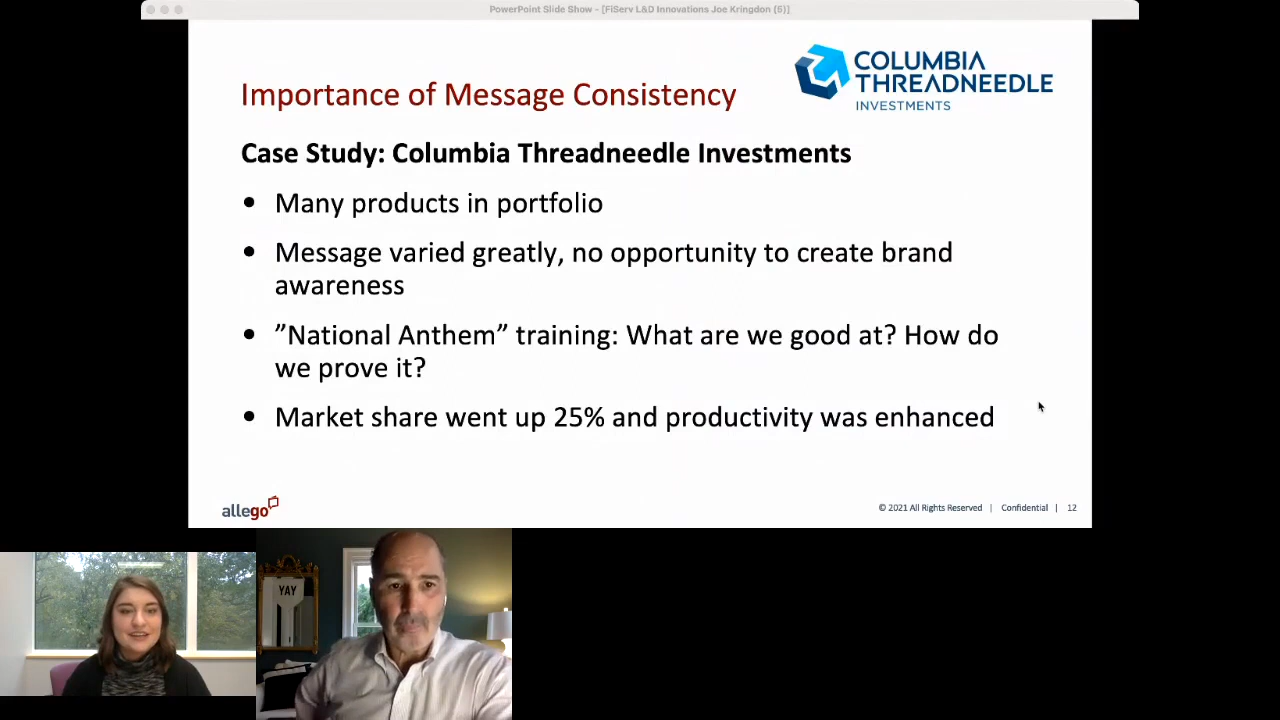 PowerPoint Slide Show - [FiServ L&D Innovations Joe Kringdon (5)]
COLUMBIA
THREADNEEDLE
INVESTMENTS
Importance of Message Consistency
Case Study: Columbia Threadneedle Investments
• Many products in portfolio
• Message varied greatly, no opportunity to create brand
awareness
• ”National Anthem” training: What are we good at? How do
we prove it?
• Market share went up 25% and productivity was enhanced
allego
© 2021 All Rights Reserved | Confidential | 12
YAY